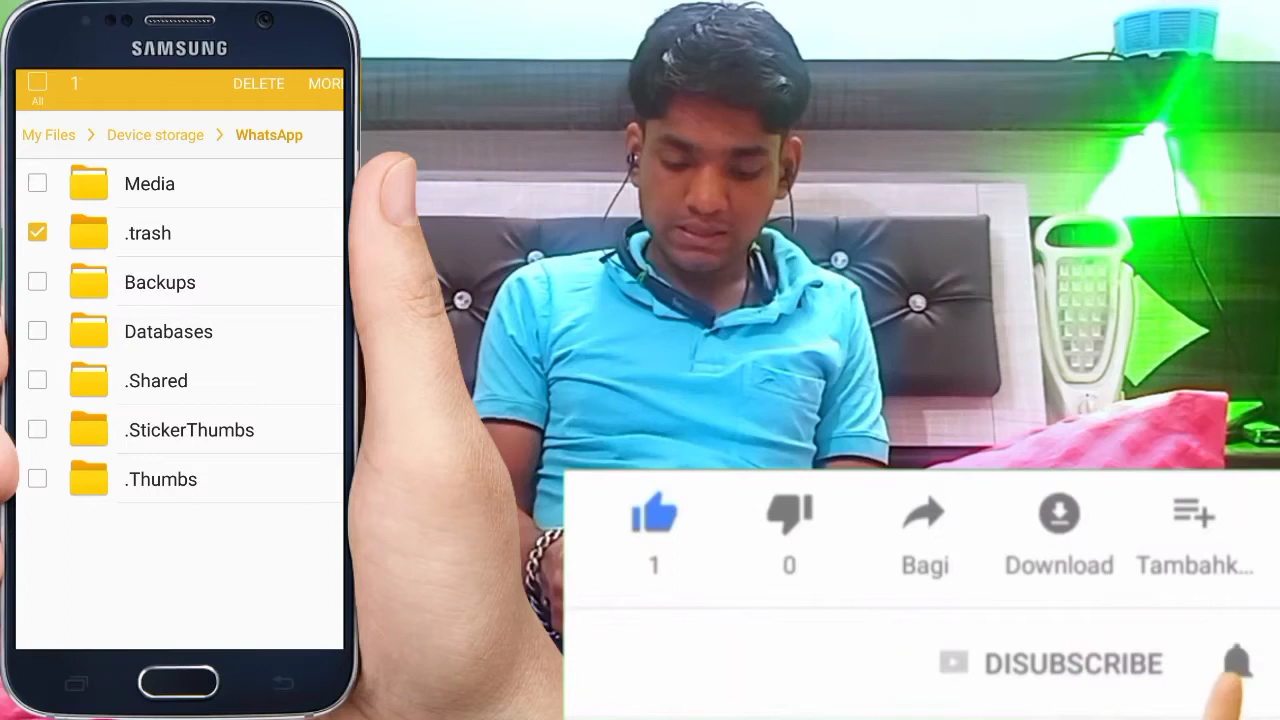 SAMSUNG
1
DELETE
All
My Files
Device storage
WhatsApp
Media
.trash
Backups
Databases
.Shared
.StickerThumbs
.Thumbs
1
0
Bagi
Download
Tambahk...
DISUBSCRIBE